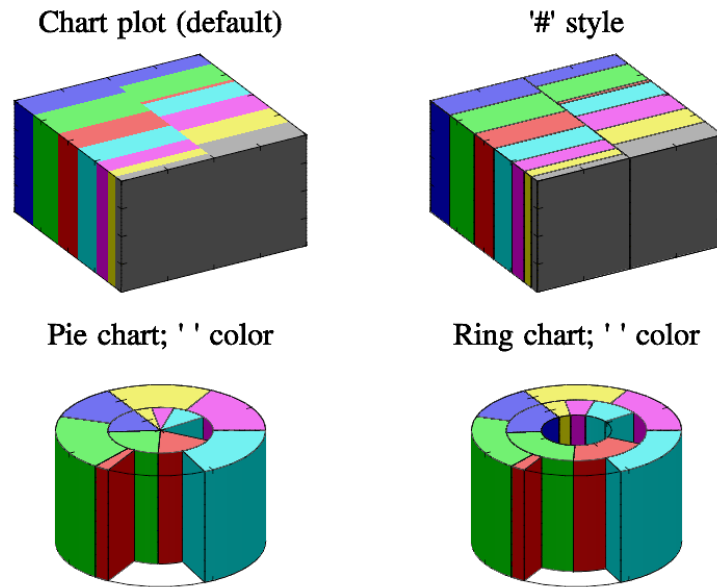 Chart plot (default)
'#' style
Pie chart; ' ' color
Ring chart; ' ' color